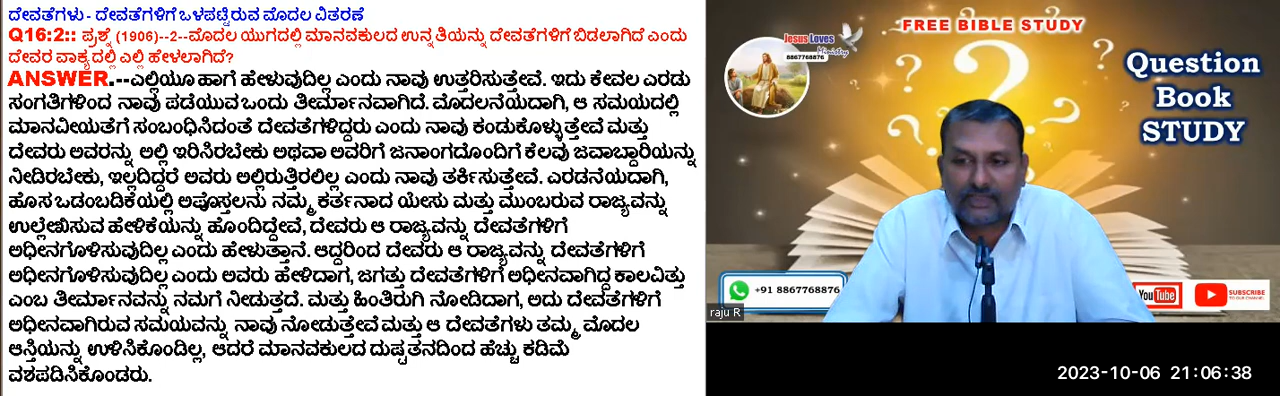 ದೇವತೆಗಳು - ದೇವತೆಗಳಿಗೆ ಒಳಪಟ್ಟಿರುವ ಮೊದಲ ವಿತರಣೆ
Q16:2:: ಪ್ರಶ್ನೆ (1906)--2--ಮೊದಲ ಯುಗದಲ್ಲಿ ಮಾನವಕುಲದ ಉನ್ನತಿಯನ್ನು ದೇವತೆಗಳಿಗೆ ಬಿಡಲಾಗಿದೆ ಎಂದು
ದೇವರ ವಾಕ್ಯದಲ್ಲಿ ಎಲ್ಲಿ ಹೇಳಲಾಗಿದೆ?
ANSWER.--ಎಲ್ಲಿಯೂ ಹಾಗೆ ಹೇಳುವುದಿಲ್ಲ ಎಂದು ನಾವು ಉತ್ತರಿಸುತ್ತೇವೆ. ಇದು ಕೇವಲ ಎರಡು
ಸಂಗತಿಗಳಿಂದ ನಾವು ಪಡೆಯುವ ಒಂದು ತೀರ್ಮಾನವಾಗಿದೆ. ಮೊದಲನೆಯದಾಗಿ, ಆ ಸಮಯದಲ್ಲಿ
ಮಾನವೀಯತೆಗೆ ಸಂಬಂಧಿಸಿದಂತೆ ದೇವತೆಗಳಿದ್ದರು ಎಂದು ನಾವು ಕಂಡುಕೊಳ್ಳುತ್ತೇವೆ ಮತ್ತು
ದೇವರು ಅವರನ್ನು ಅಲ್ಲಿ ಇರಿಸಿರಬೇಕು ಅಥವಾ ಅವರಿಗೆ ಜನಾಂಗದೊಂದಿಗೆ ಕೆಲವು ಜವಾಬ್ದಾರಿಯನ್ನು
ನೀಡಿರಬೇಕು, ಇಲ್ಲದಿದ್ದರೆ ಅವರು ಅಲ್ಲಿರುತ್ತಿರಲಿಲ್ಲ ಎಂದು ನಾವು ತರ್ಕಿಸುತ್ತೇವೆ. ಎರಡನೆಯದಾಗಿ,
ಹೊಸ ಒಡಂಬಡಿಕೆಯಲ್ಲಿ ಅಪೊಸ್ತಲನು ನಮ್ಮ ಕರ್ತನಾದ ಯೇಸು ಮತ್ತು ಮುಂಬರುವ ರಾಜ್ಯವನ್ನು
ಉಲ್ಲೇಖಿಸುವ ಹೇಳಿಕೆಯನ್ನು ಹೊಂದಿದ್ದೇವೆ, ದೇವರು ಆ ರಾಜ್ಯವನ್ನು ದೇವತೆಗಳಿಗೆ
ಅಧೀನಗೊಳಿಸುವುದಿಲ್ಲ ಎಂದು ಹೇಳುತ್ತಾನೆ. ಆದ್ದರಿಂದ ದೇವರು ಆ ರಾಜ್ಯವನ್ನು ದೇವತೆಗಳಿಗೆ
ಅಧೀನಗೊಳಿಸುವುದಿಲ್ಲ ಎಂದು ಅವರು ಹೇಳಿದಾಗ, ಜಗತ್ತು ದೇವತೆಗಳಿಗೆ ಅಧೀನವಾಗಿದ್ದ ಕಾಲವಿತ್ತು
ಎಂಬ ತೀರ್ಮಾನವನ್ನು ನಮಗೆ ನೀಡುತ್ತದೆ. ಮತ್ತು ಹಿಂತಿರುಗಿ ನೋಡಿದಾಗ, ಅದು ದೇವತೆಗಳಿಗೆ
ಅಧೀನವಾಗಿರುವ ಸಮಯವನ್ನು ನಾವು ನೋಡುತ್ತೇವೆ ಮತ್ತು ಆ ದೇವತೆಗಳು ತಮ್ಮ ಮೊದಲ
ಆಸ್ತಿಯನ್ನು ಉಳಿಸಿಕೊಂಡಿಲ್ಲ, ಆದರೆ ಮಾನವಕುಲದ ದುಷ್ಟತನದಿಂದ ಹೆಚ್ಚು ಕಡಿಮೆ
ವಶಪಡಿಸಿಕೊಂಡರು.
FREE BIBLE STUDY
Jesus Loves
Ministry
8867768876
Question
Book
STUDY
+91 8867768876
YouTube
SUBSCRIBE
TO OUR CHANNEL
raju R
2023-10-06 21:06:38